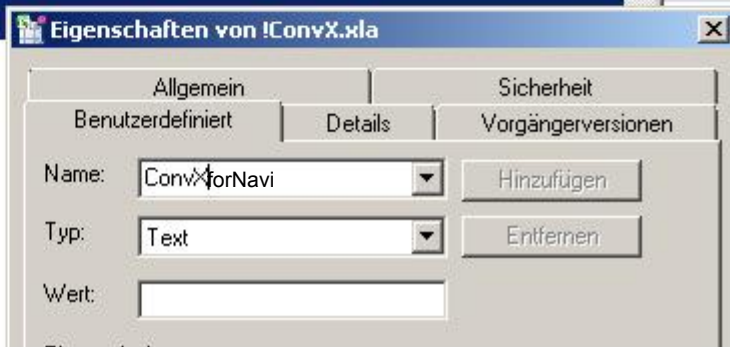 Eigenschaften von !ConvX.xla
Allgemein Sicherheit
Benutzerdefiniert Details Vorgängerversionen
Name: ConvXforNavi Hinzufügen
Typ: Text Entfernen
Wert: